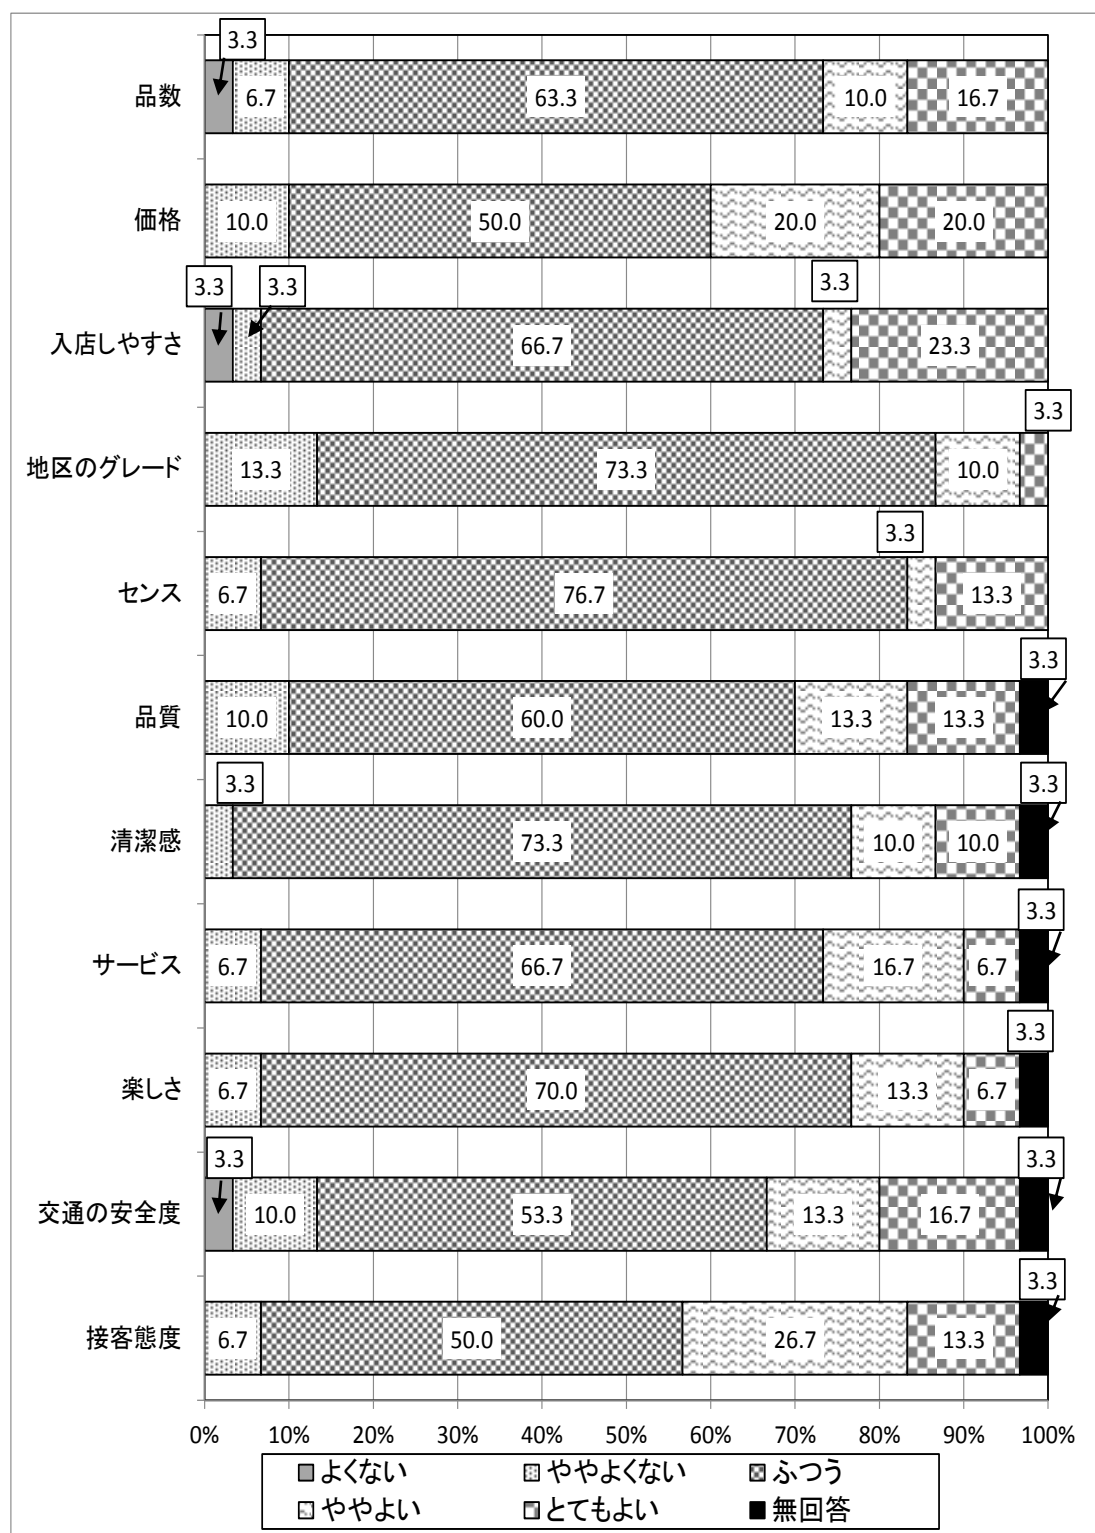 3.3
品数 6.7 63.3 10.0 16.7
価格 10.0 50.0 20.0 20.0
3.3 3.3 3.3
入店しやすさ 66.7 23.3
3.3
地区のグレード 13.3 73.3 10.0
3.3
センス 6.7 76.7 13.3
3.3
品質 10.0 60.0 13.3 13.3
3.3 3.3
清潔感 73.3 10.0 10.0
3.3
サービス 6.7 66.7 16.7 6.7
3.3
楽しさ 6.7 70.0 13.3 6.7
3.3 3.3
交通の安全度 10.0 53.3 13.3 16.7
3.3
接客態度 6.7 50.0 26.7 13.3
0% 10% 20% 30% 40% 50% 60% 70% 80% 90% 100%
よくない ややよくない ふつう
ややよい とてもよい 無回答